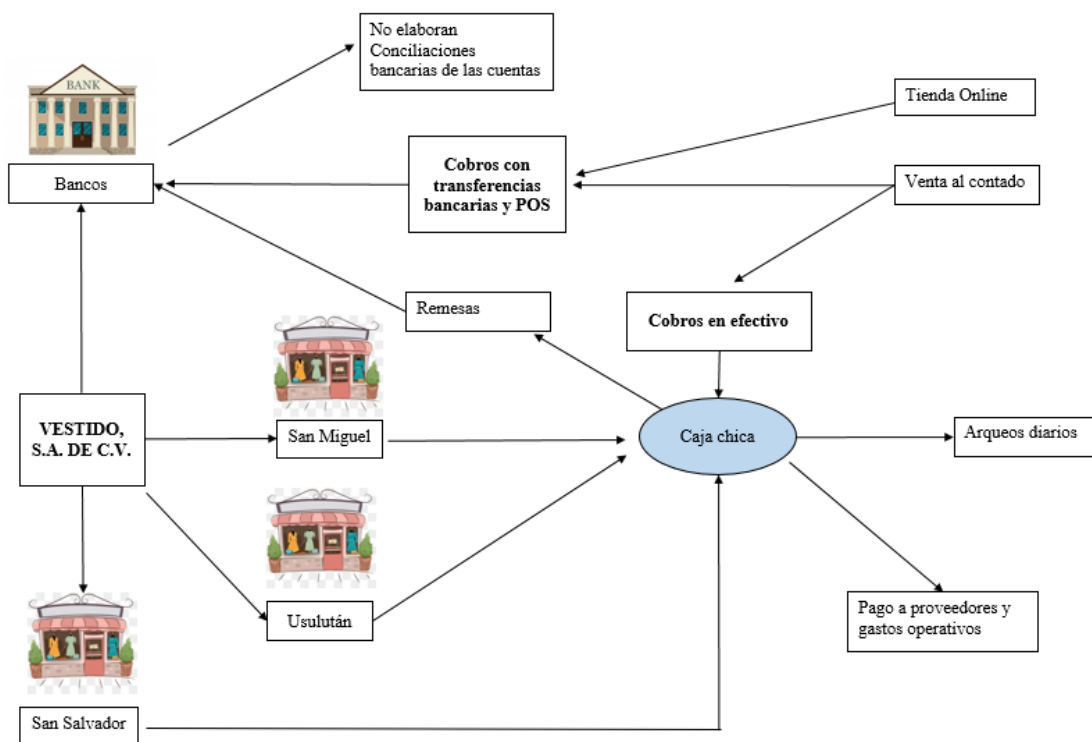 No elaboran
Conciliaciones
bancarias de las cuentas
BANK
Tienda Online
Bancos
Cobros con
transferencias
bancarias y POS
Venta al contado
Remesas
Cobros en efectivo
VESTIDO,
S.A. DE C.V.
San Miguel
Caja chica
Arqueos diarios
Usulután
Pago a proveedores y
gastos operativos
San Salvador